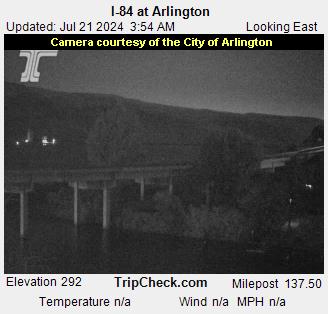 I-84 at Arlington
Updated: Jul 21 2024 3:54 AM Looking East
Camera courtesy of the City of Arlington
Elevation 292 TripCheck.com Milepost 137.50
Temperature n/a Wind n/a MPH n/a